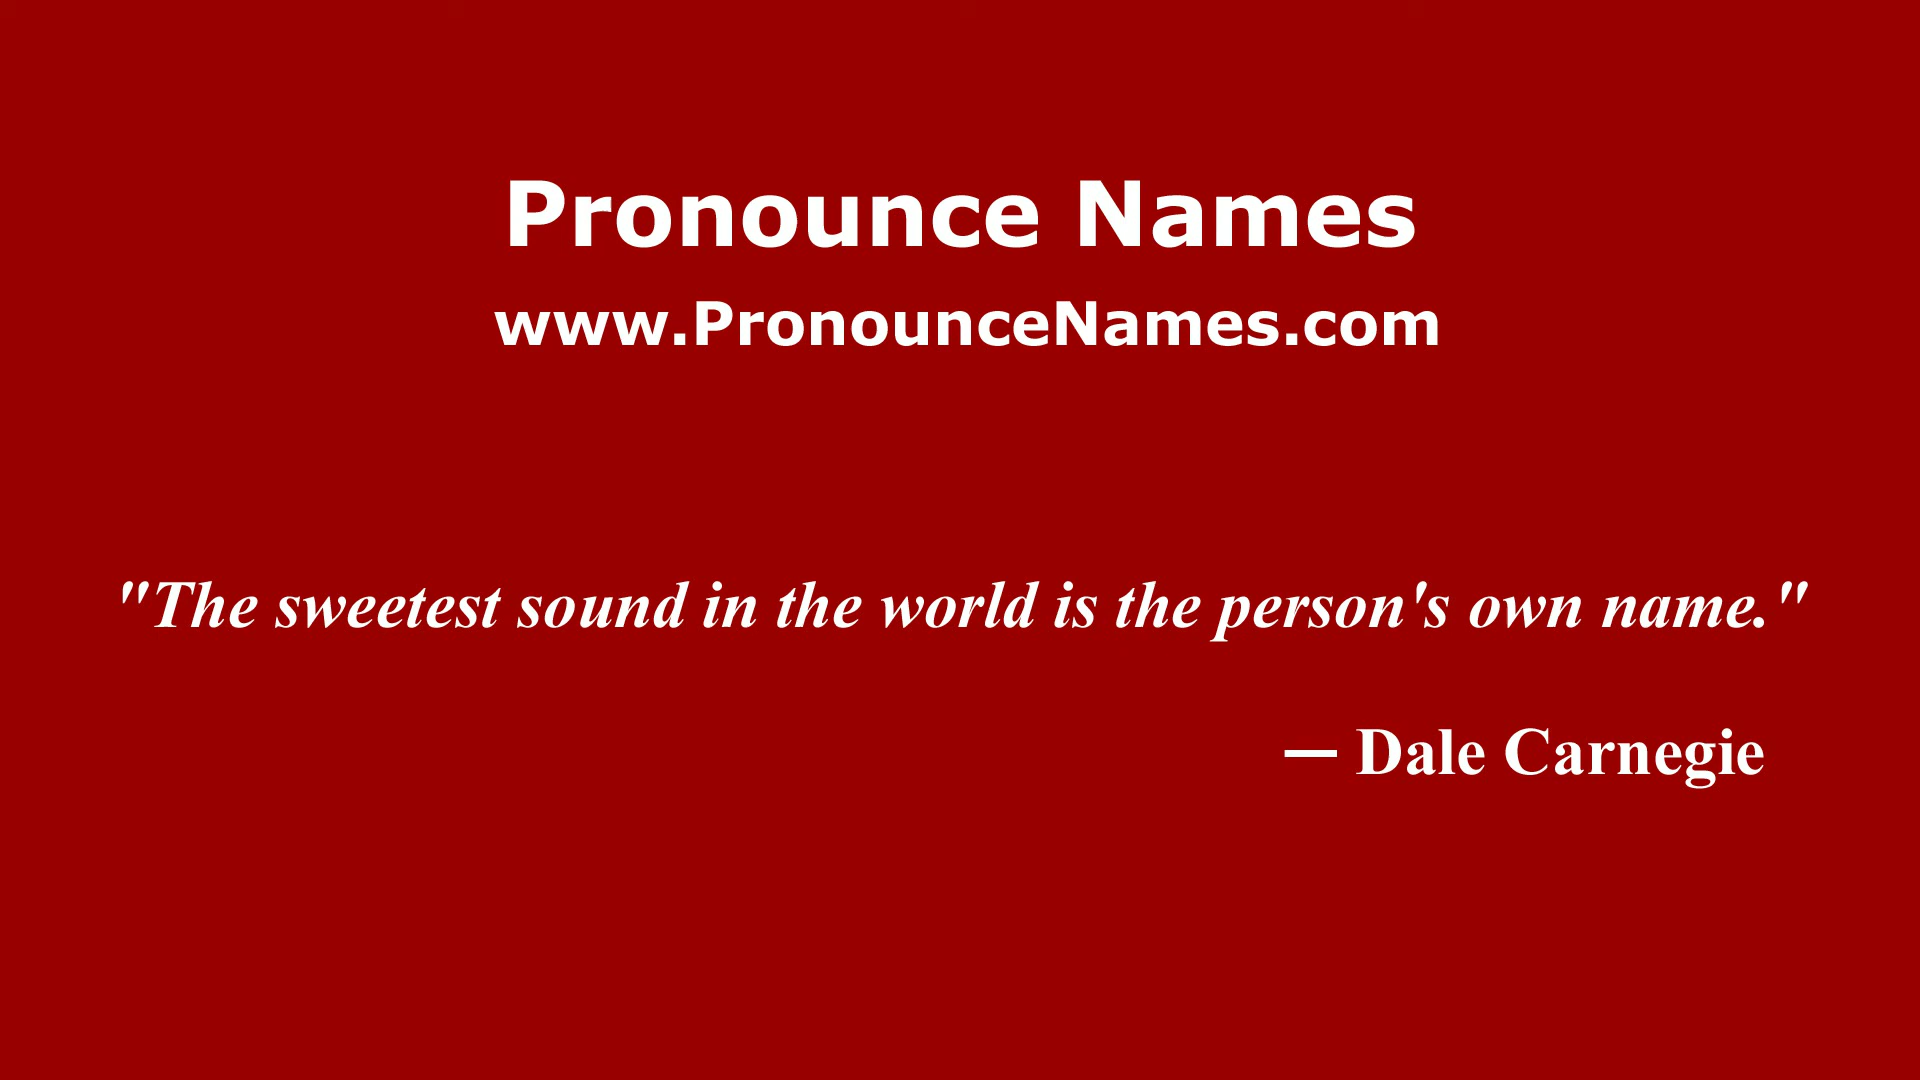 Pronounce Names
www.PronounceNames.com
"The sweetest sound in the world is the person's own name."
— Dale Carnegie